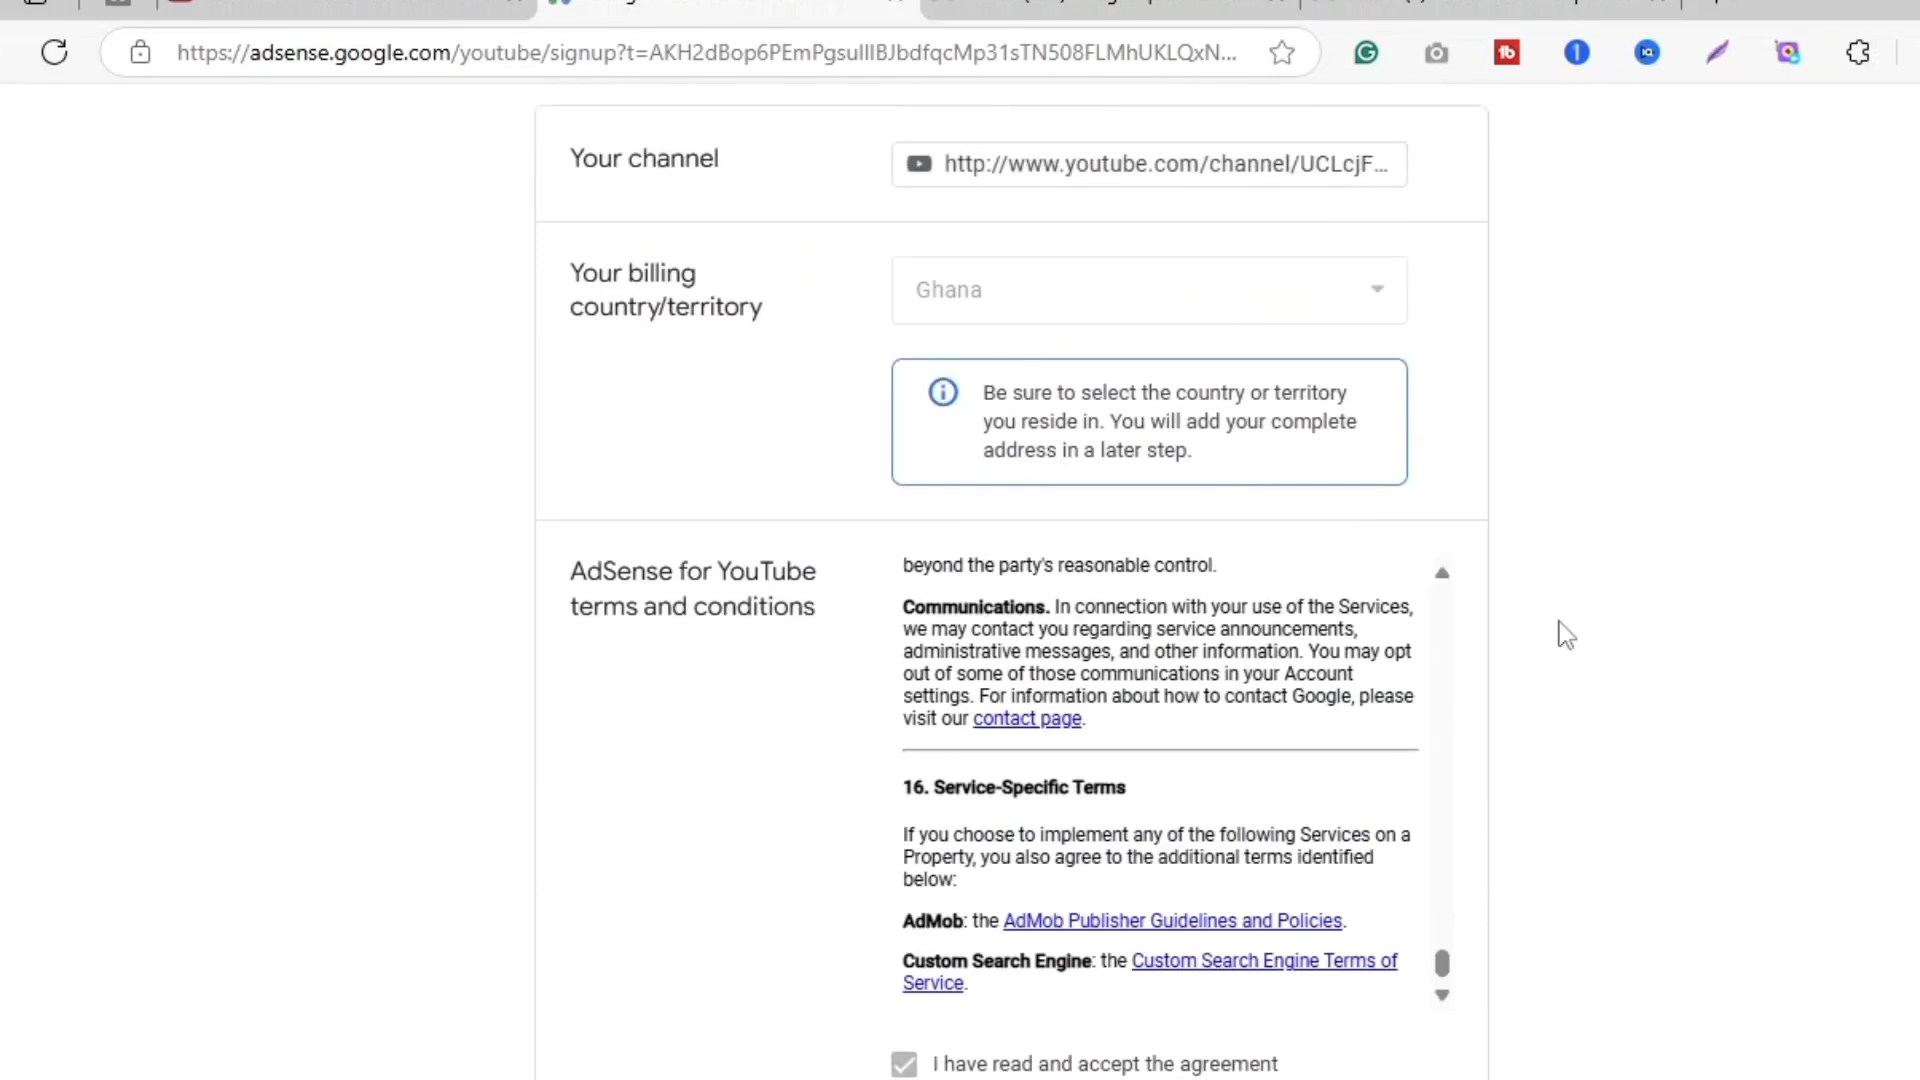 https://adsense.google.com/youtube/signup?t=AKH2dBop6PEmPgsulllBJbdfqcMp31sTN508FLMhUKLQxN...
Your channel
http://www.youtube.com/channel/UCLcjF...
Your billing
country/territory
Ghana
Be sure to select the country or territory
you reside in. You will add your complete
address in a later step.
AdSense for YouTube
terms and conditions
beyond the party's reasonable control.
Communications. In connection with your use of the Services,
we may contact you regarding service announcements,
administrative messages, and other information. You may opt
out of some of those communications in your Account
settings. For information about how to contact Google, please
visit our contact page.
16. Service-Specific Terms
If you choose to implement any of the following Services on a
Property, you also agree to the additional terms identified
below:
AdMob: the AdMob Publisher Guidelines and Policies.
Custom Search Engine: the Custom Search Engine Terms of
Service.
I have read and accept the agreement